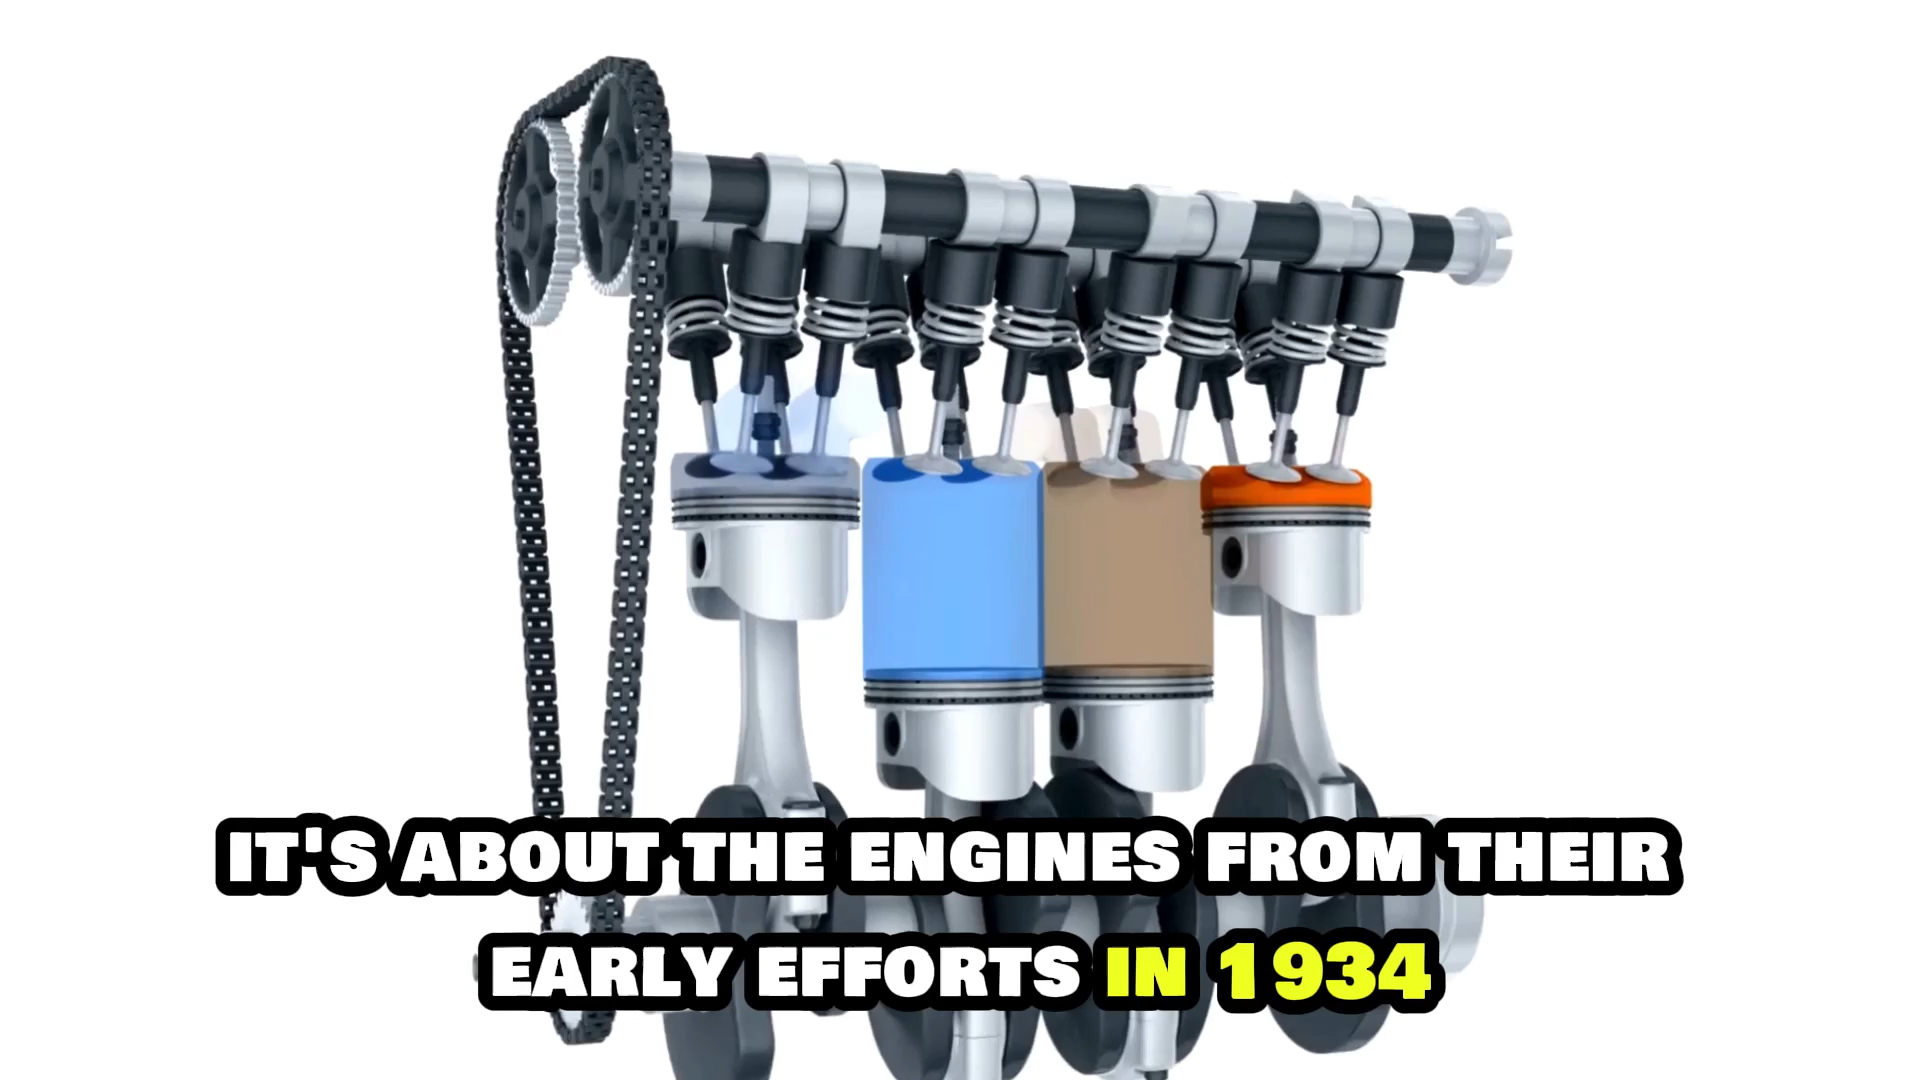 IT'S ABOUT THE ENGINES FROM THEIR
EARLY EFFORTS IN 1934